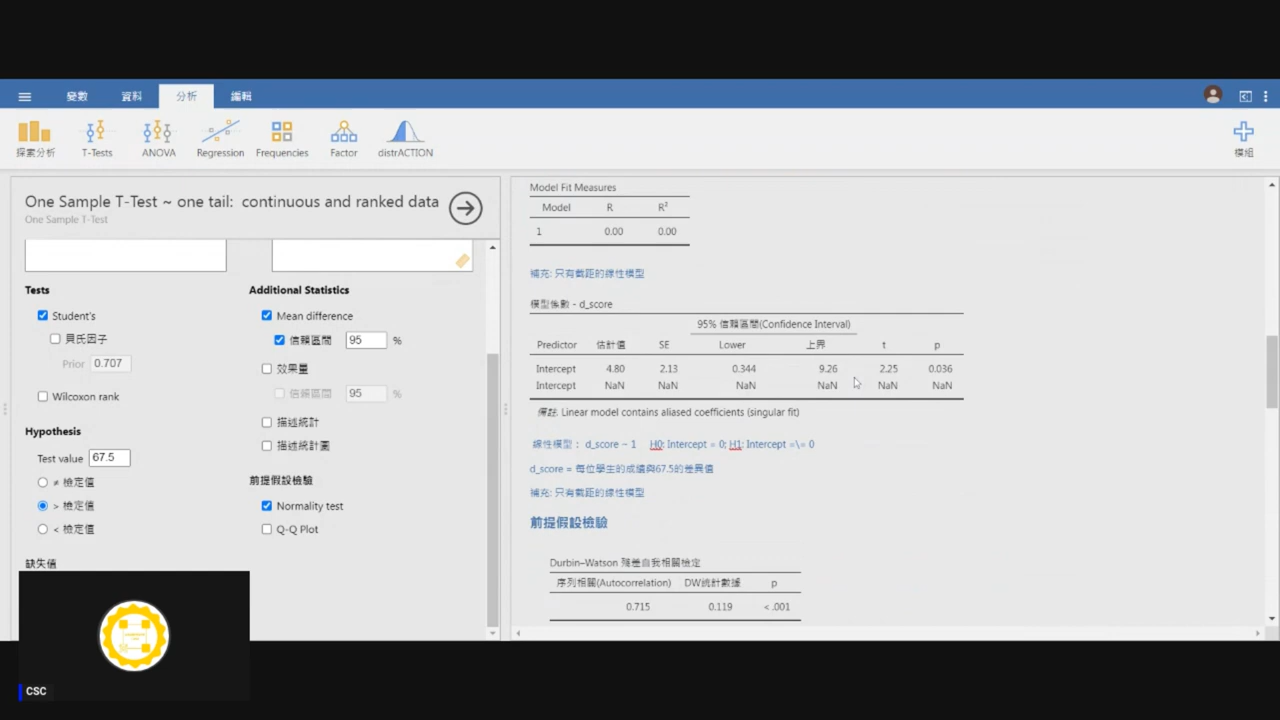 變數 資料 分析 編輯
探索分析 T-Tests ANOVA Regression Frequencies Factor distrACTION 模組
One Sample T-Test ~ one tail: continuous and ranked data
One Sample T-Test
Tests
Student's
貝氏因子
Prior 0.707
Wilcoxon rank
Hypothesis
Test value 67.5
≠ 檢定值
> 檢定值
< 檢定值
缺失值
Additional Statistics
Mean difference
信賴區間 95 %
效果量
信賴區間 95 %
描述統計
描述統計圖
前提假設檢驗
Normality test
Q-Q Plot
Model Fit Measures
Model R R²
1 0.00 0.00
補充: 只有截距的線性模型
模型係數 - d_score
95% 信賴區間(Confidence Interval)
Predictor 估計值 SE Lower 上界 t p
Intercept 4.80 2.13 0.344 9.26 2.25 0.036
Intercept NaN NaN NaN NaN NaN NaN
備註. Linear model contains aliased coefficients (singular fit)
線性模型： d_score ~ 1 H0: Intercept = 0; H1: Intercept =\= 0
d_score = 每位學生的成績與67.5的差異值
補充: 只有截距的線性模型
前提假設檢驗
Durbin–Watson 殘差自我相關檢定
序列相關(Autocorrelation) DW統計數據 p
0.715 0.119 < .001
CSC